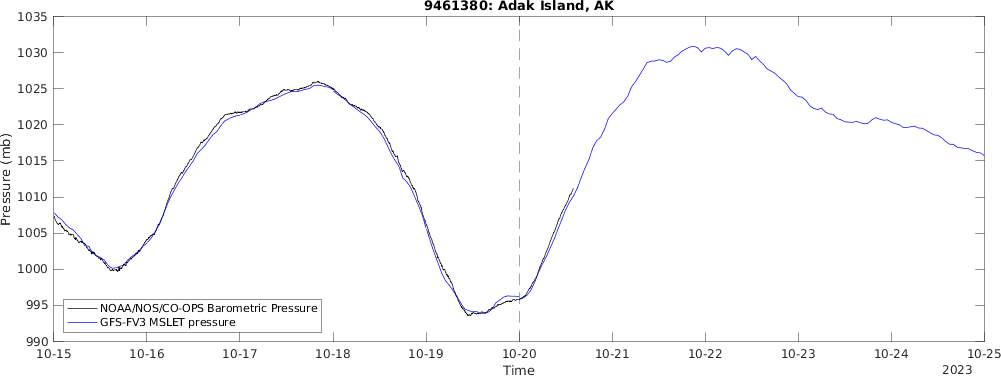 9461380: Adak Island, AK
Pressure (mb)
1035
1030
1025
1020
1015
1010
1005
1000
995
990
NOAA/NOS/CO-OPS Barometric Pressure
GFS-FV3 MSLET pressure
10-15 10-16 10-17 10-18 10-19 10-20 10-21 10-22 10-23 10-24 10-25
Time
2023